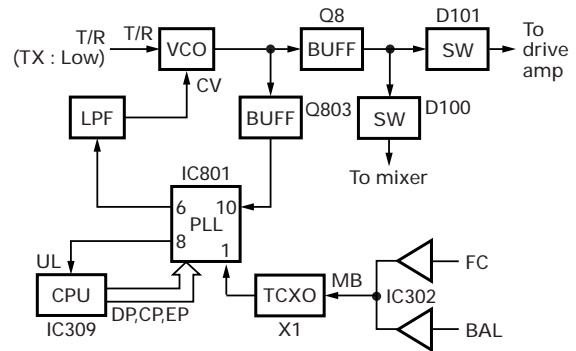 Q8
D101
T/R
(TX : Low)
T/R
VCO
BUFF
SW
To
drive
amp
CV
LPF
BUFF
Q803
SW
D100
IC801
To mixer
6
10
PLL
8
1
UL
CPU
DP,CP,EP
IC309
TCXO
X1
MB
IC302
FC
BAL